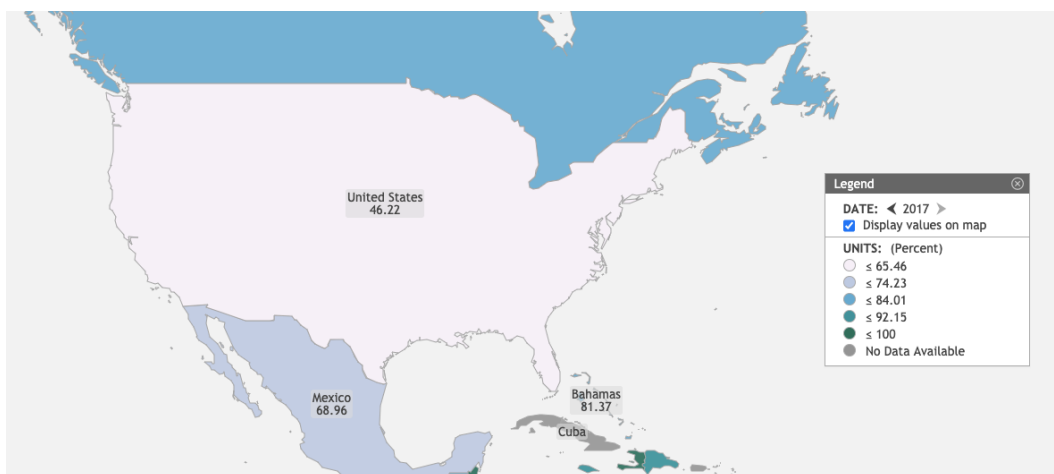 United States
46.22
Mexico
68.96
Bahamas
81.37
Cuba
Legend
DATE: 2017
Display values on map
UNITS: (Percent)
≤ 65.46
≤ 74.23
≤ 84.01
≤ 92.15
≤ 100
No Data Available